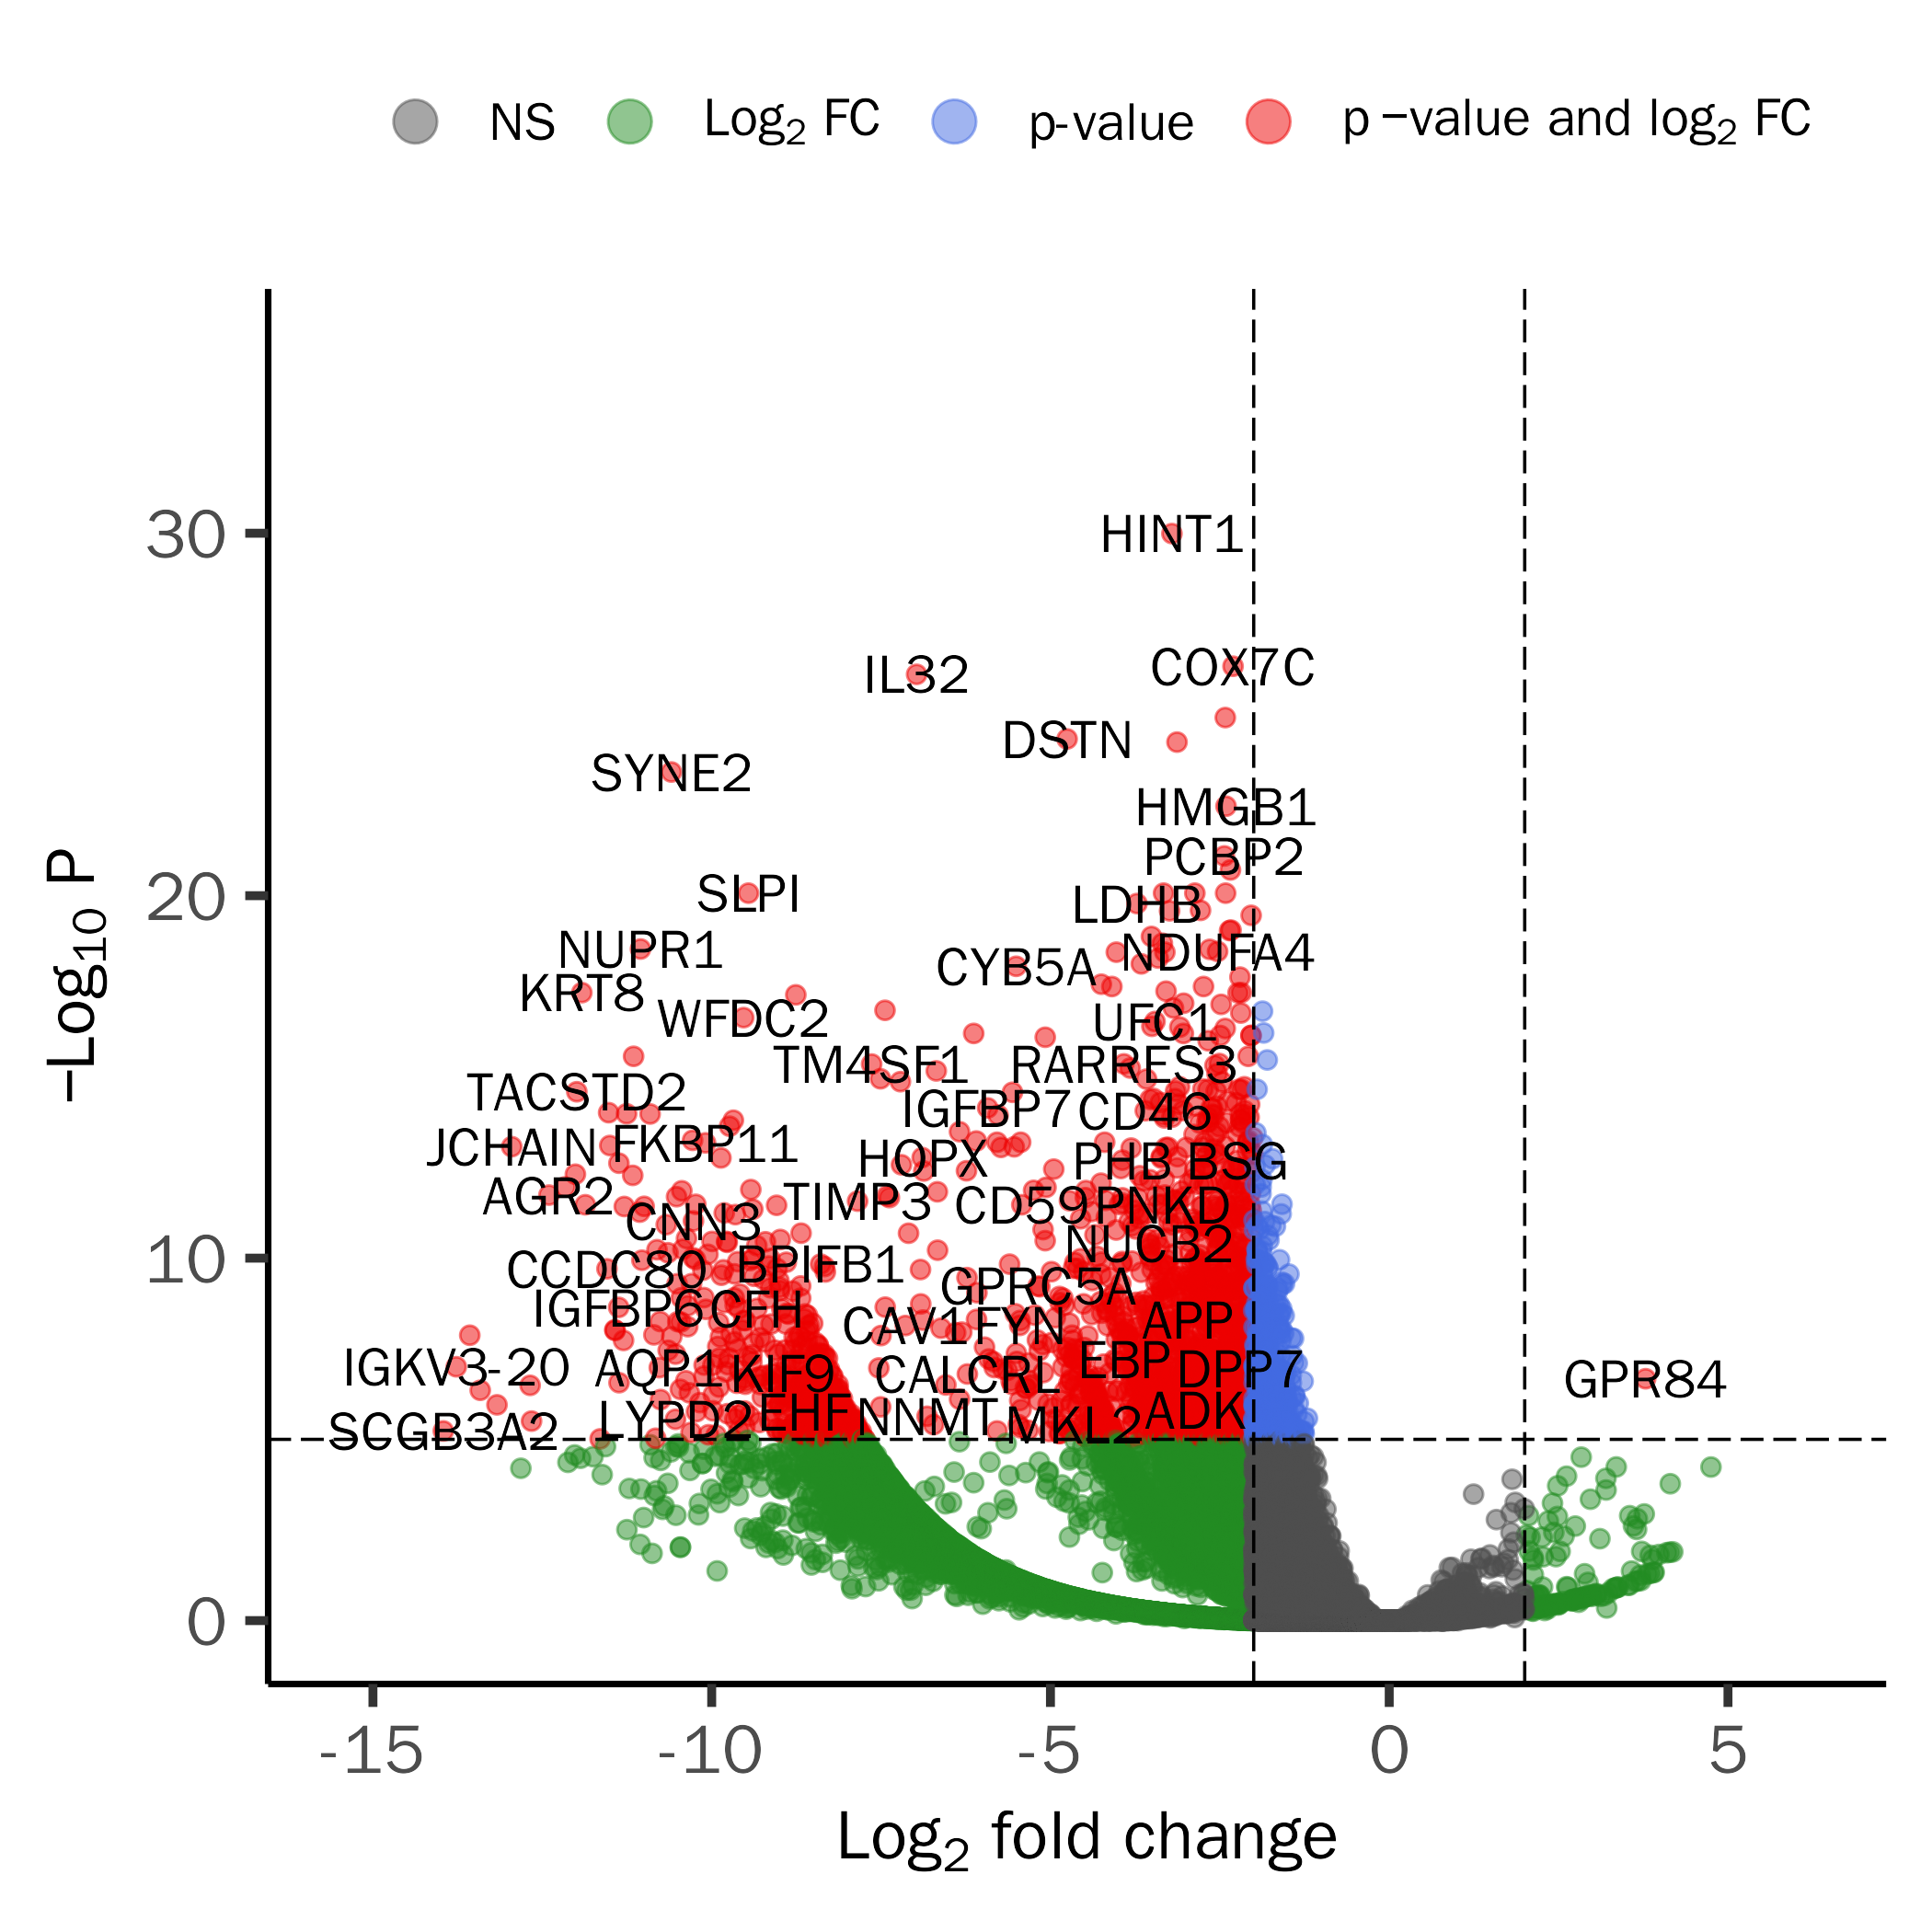 NS Log2 FC p-value p −value and log2 FC
HINT1
IL32 COX7C
DSTN
SYNE2
HMGB1
PCBP2
SLPI LDHB
NUPR1 CYB5A NDUFA4
KRT8
WFDC2 UFC1
TM4SF1 RARRES3
TACSTD2 IGFBP7 CD46
JCHAIN FKBP11 HOPX PHB BSG
AGR2 TIMP3 CD59 PNKD
CNN3 NUCB2
CCDC80 BPIFB1 GPRC5A
IGFBP6 CFH CAV1 FYN APP
IGKV3-20 AQP1 KIF9 CALCRL EBP DPP7 GPR84
SCGB3A2 LYPD2 EHF NNMT MKL2 ADK
30
20
10
0
−Log10 P
-15 -10 -5 0 5
Log2 fold change